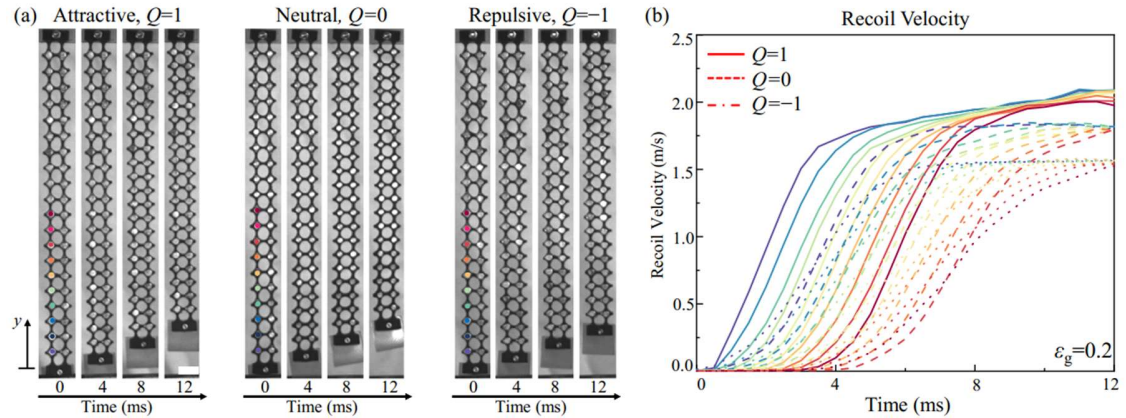 (a) Attractive, Q=1 Neutral, Q=0 Repulsive, Q=−1
y
0 4 8 12 0 4 8 12 0 4 8 12
Time (ms) Time (ms) Time (ms)
(b) Recoil Velocity
2.5
2.0
1.5
1.0
0.5
0.0
Recoil Velocity (m/s)
Q=1
Q=0
Q=−1
εg=0.2
0 4 8 12
Time (ms)